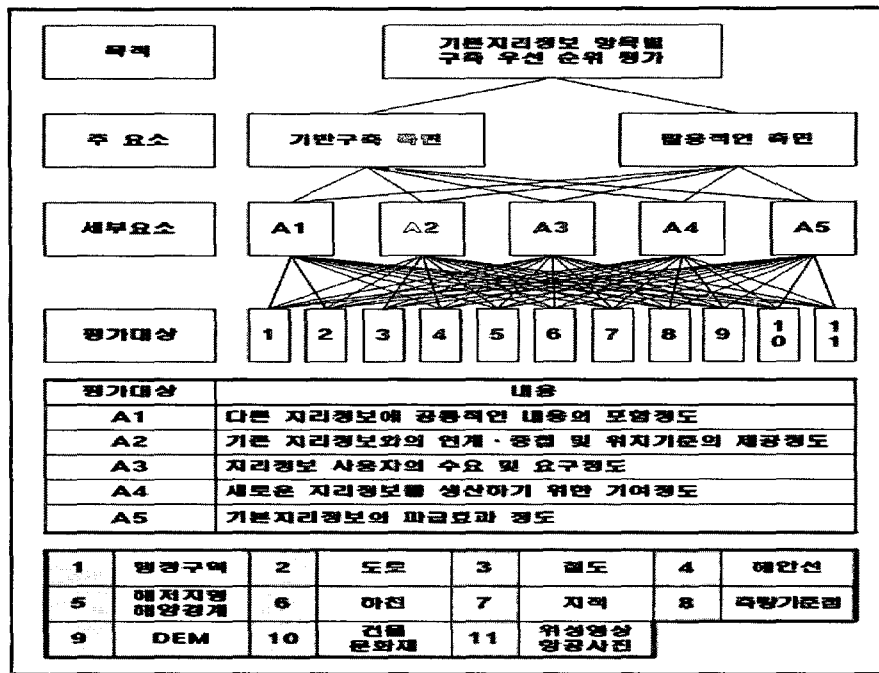 목적
기본지리정보 항목별
구축 우선 순위 평가
주 요소
기반구축 측면
활용적인 측면
세부요소
A1
A2
A3
A4
A5
평가대상
1
2
3
4
5
6
7
8
9
10
11
평가대상 내용
A1 다른 지리정보에 공통적인 내용의 포함정도
A2 기존 지리정보와의 연계·중첩 및 위치기준의 제공정도
A3 지리정보 사용자의 수요 및 요구정도
A4 새로운 지리정보를 생산하기 위한 기여정도
A5 기본지리정보의 파급효과 정도
1 행정구역 2 도로 3 철도 4 해안선
5 해저지형 해양경계 6 하천 7 지적 8 측량기준점
9 DEM 10 건물 문화재 11 위성영상 항공사진